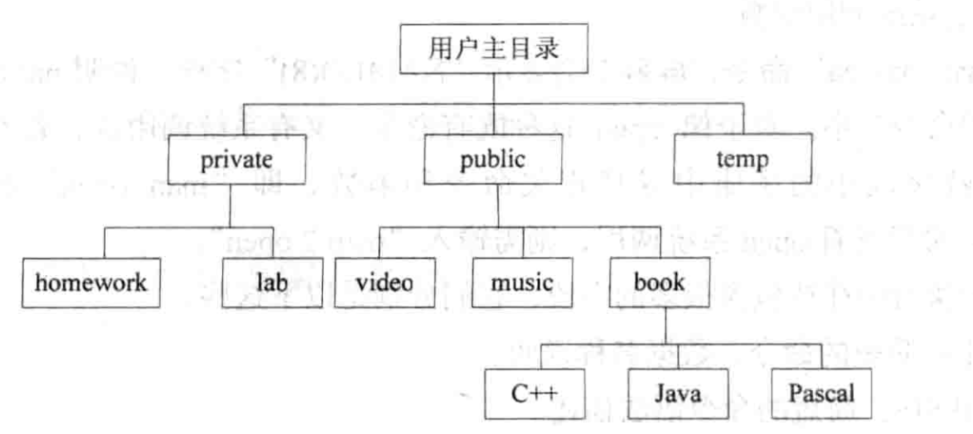 用户主目录
private public temp
homework lab video music book
C++ Java Pascal